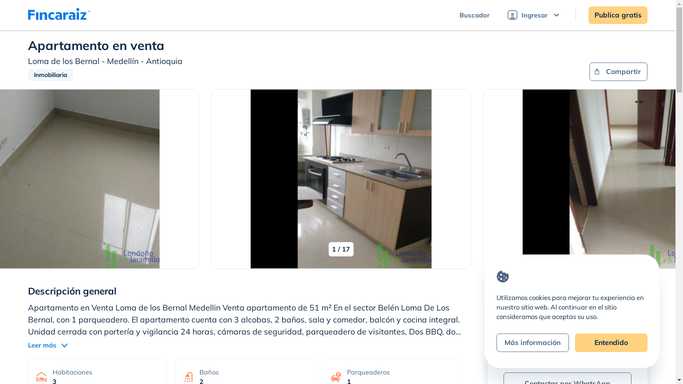 Fincaraiz
Buscador
Ingresar
Publica gratis
Apartamento en venta
Loma de los Bernal - Medellín - Antioquia
Inmobiliaria
Compartir
Londoño
1 / 17
Londoño
Descripción general
Apartamento en Venta Loma de los Bernal Medellín Venta apartamento de 51 m² En el sector Belén Loma De Los
Bernal, con 1 parqueadero. El apartamento cuenta con 3 alcobas, 2 baños, sala y comedor, balcón y cocina integral.
Unidad cerrada con portería y vigilancia 24 horas, cámaras de seguridad, parqueadero de visitantes, Dos BBQ, do...
Leer más
Habitaciones
3
Baños
2
Parqueaderos
1
Utilizamos cookies para mejorar tu experiencia en
nuestro sitio web. Al continuar en el sitio
consideramos que aceptas su uso.
Más información
Entendido
Contactar por WhatsApp